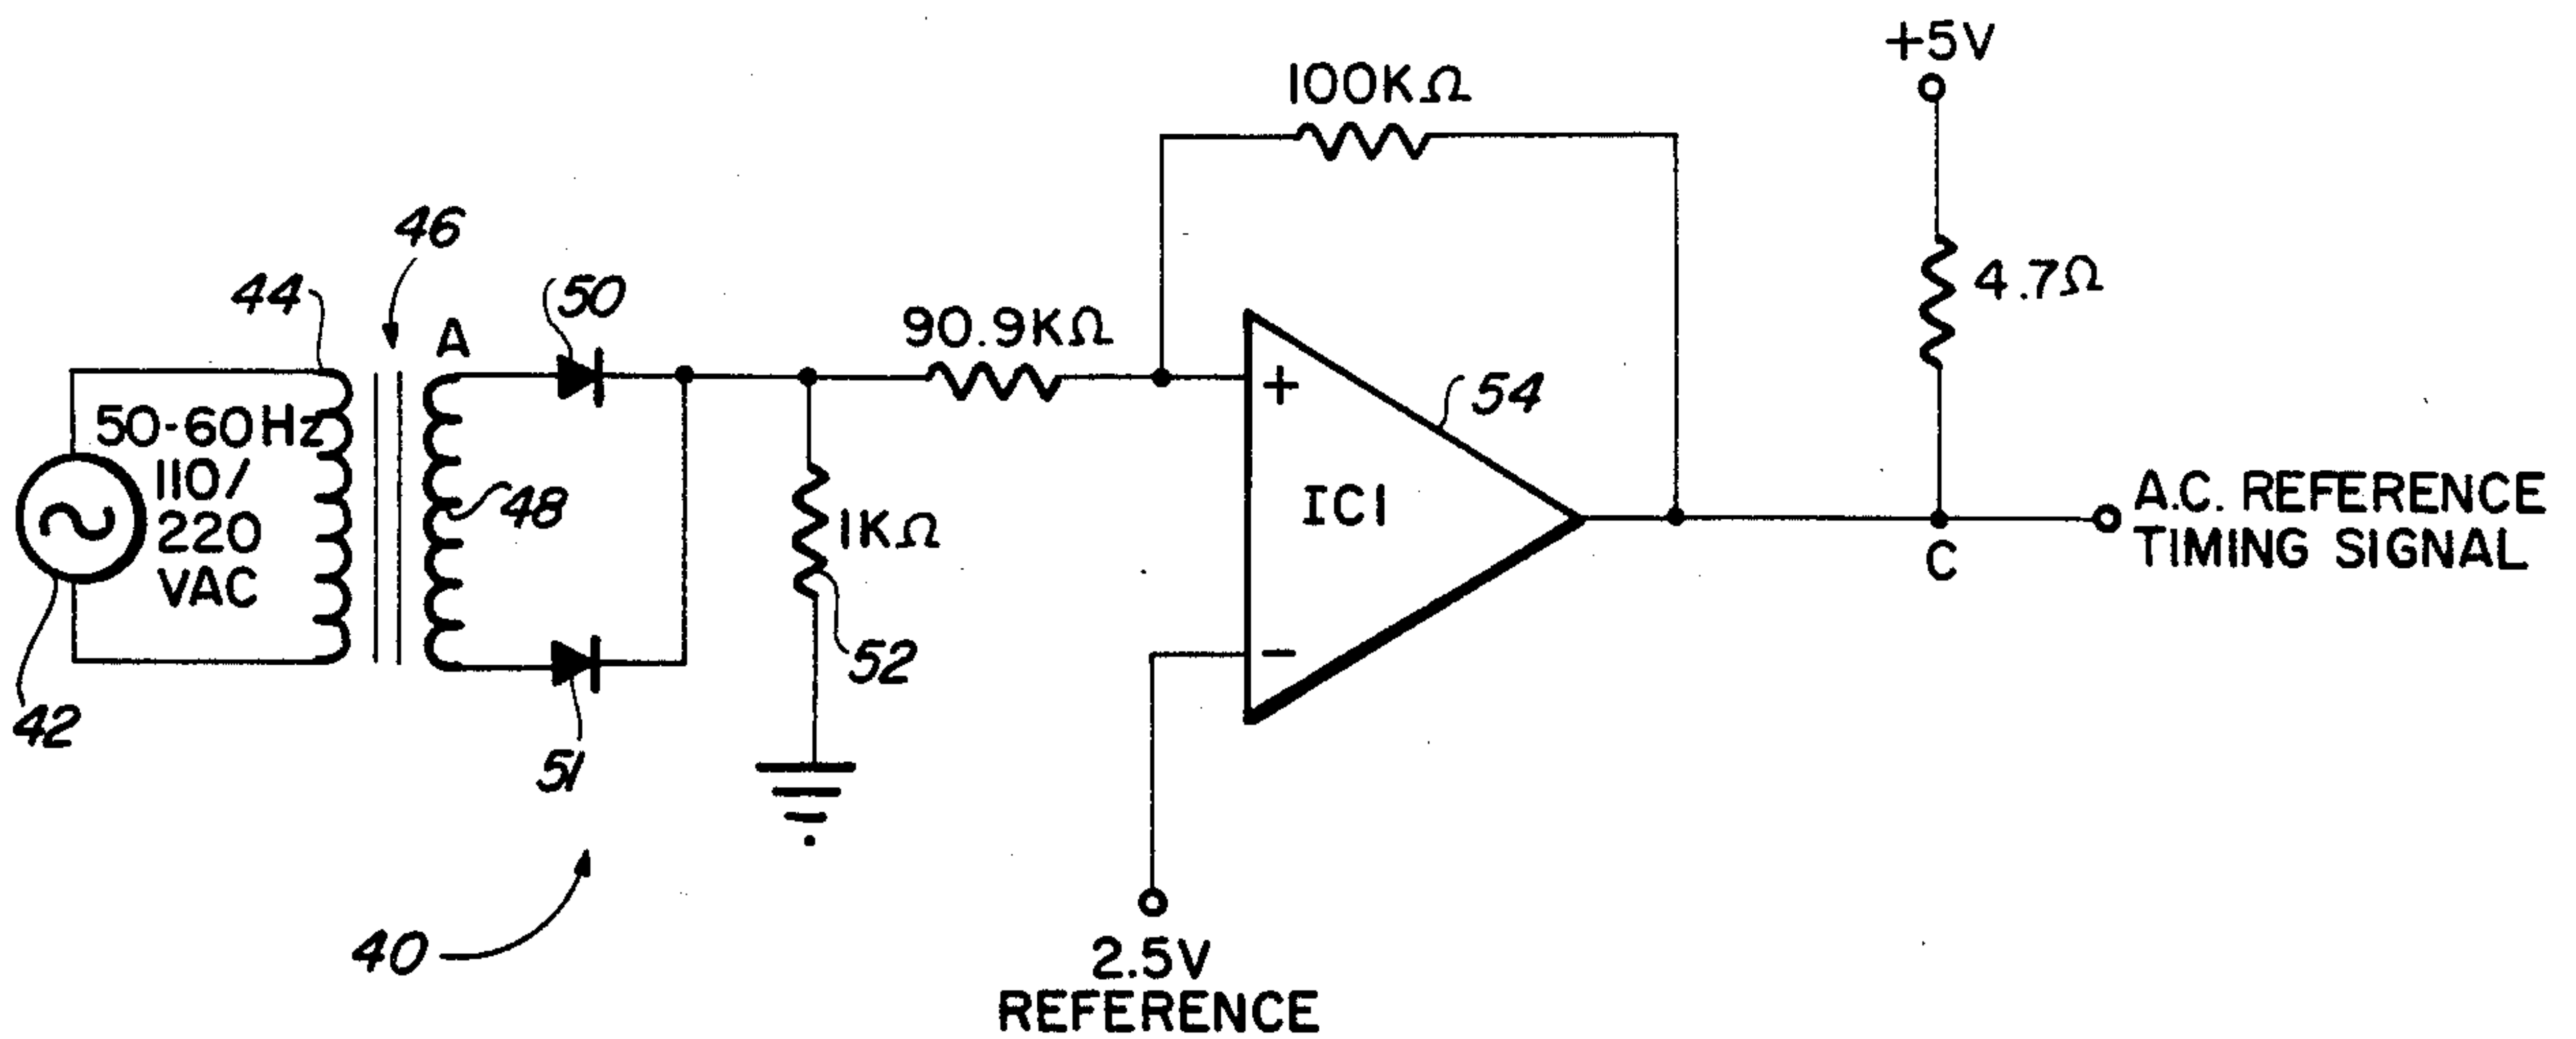 +5V
100KΩ
46
44
50
4.7Ω
A
90.9KΩ
+
54
50-60Hz
110/
220
VAC
48
1KΩ
IC1
A.C. REFERENCE
TIMING SIGNAL
C
52
−
42
51
40
2.5V
REFERENCE